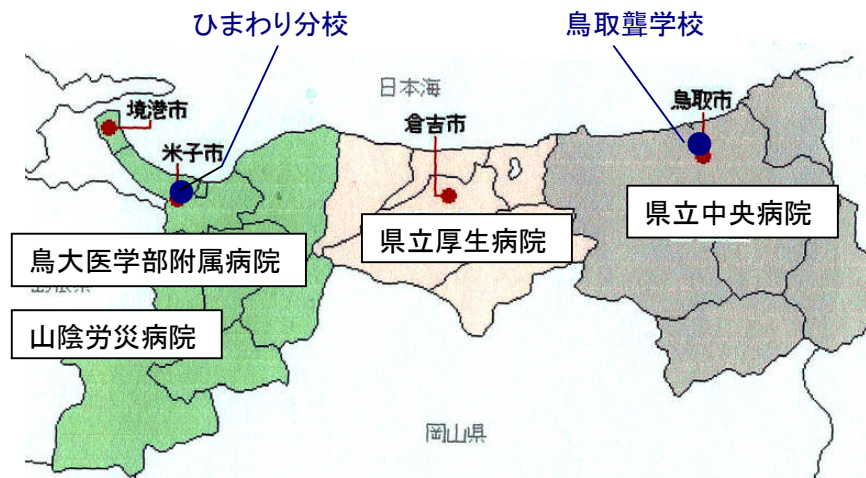 ひまわり分校
鳥取聾学校
日本海
境港市
鳥取市
倉吉市
米子市
県立中央病院
県立厚生病院
鳥大医学部附属病院
山陰労災病院
岡山県